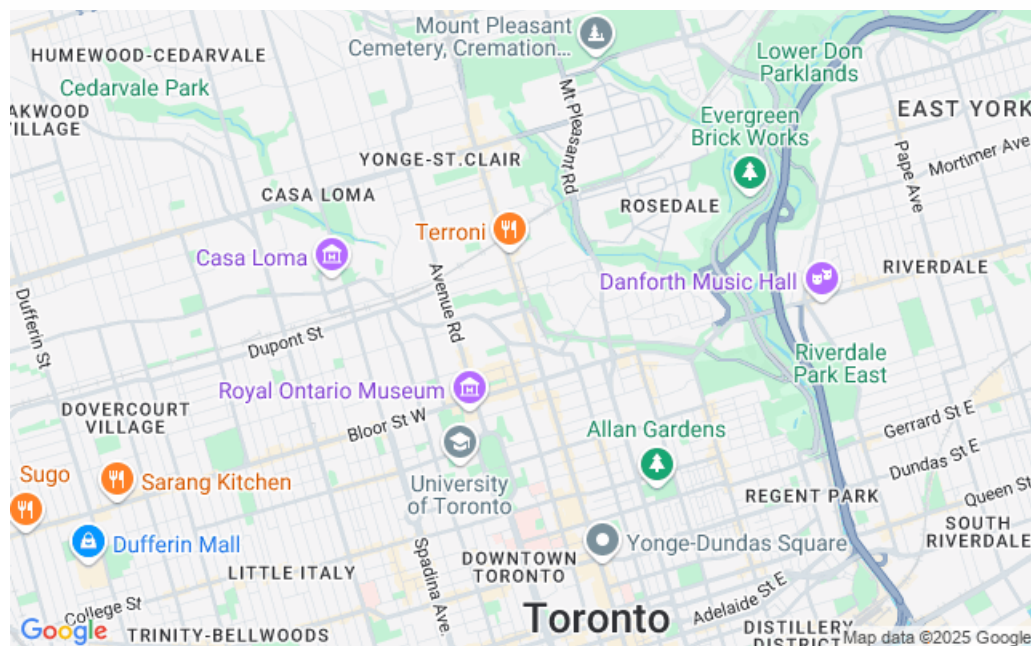 Mount Pleasant
Cemetery, Cremation...
HUMEWOOD-CEDARVALE
Lower Don
Parklands
Cedarvale Park
Mt Pleasant Rd
EAST YORK
AKWOOD
VILLAGE
Evergreen
Brick Works
Pape Ave
Mortimer Ave
YONGE-ST.CLAIR
CASA LOMA
ROSEDALE
Terroni
Casa Loma
Danforth Music Hall
RIVERDALE
Avenue Rd
Dufferin St
Dupont St
Riverdale
Park East
Royal Ontario Museum
DOVERCOURT
VILLAGE
Bloor St W
Allan Gardens
Gerrard St E
Sugo
Sarang Kitchen
University
of Toronto
Dundas St E
REGENT PARK
Queen St
SOUTH
RIVERDALE
Dufferin Mall
Spadina Ave.
DOWNTOWN
TORONTO
Yonge-Dundas Square
LITTLE ITALY
College St
Adelaide St E
Toronto
Google
TRINITY-BELLWOODS
DISTILLERY
DISTRICT
Map data ©2025 Google